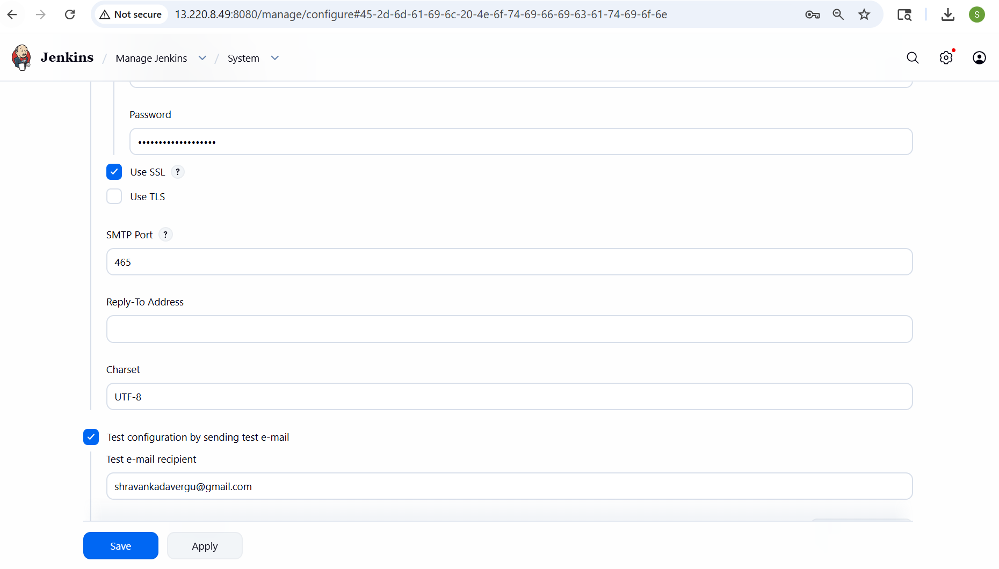 Not secure
13.220.8.49:8080/manage/configure#45-2d-6d-61-69-6c-20-4e-6f-74-69-66-69-63-61-74-69-6f-6e
S
Jenkins / Manage Jenkins / System
Password
•••••••••••••••••••
Use SSL ?
Use TLS
SMTP Port ?
465
Reply-To Address
Charset
UTF-8
Test configuration by sending test e-mail
Test e-mail recipient
shravankadavergu@gmail.com
Save
Apply